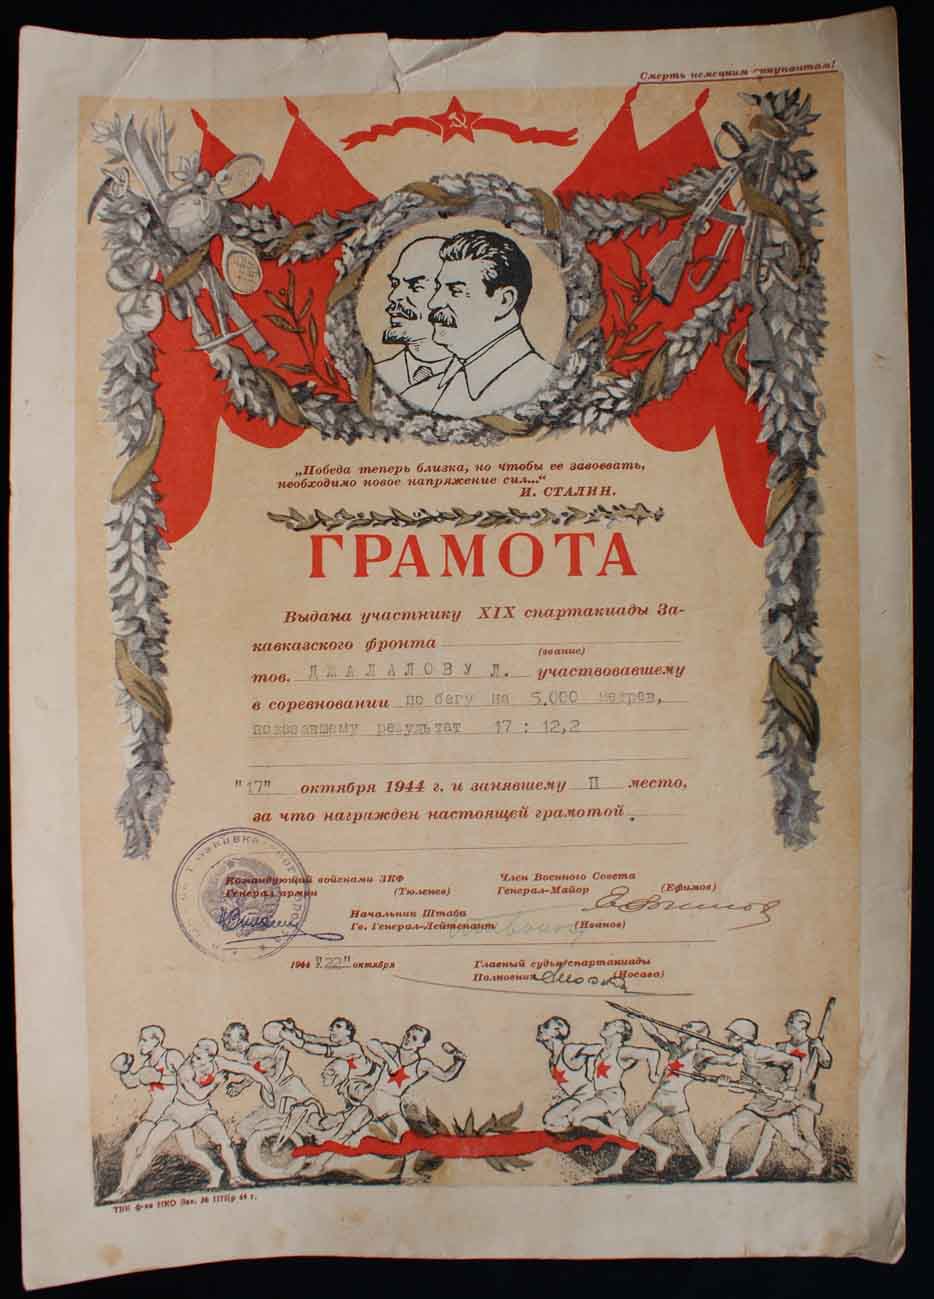 Смерть немецким оккупантам!
„Победа теперь близка, но чтобы ее завоевать,
необходимо новое напряжение сил...“
И. СТАЛИН.
ГРАМОТА
Выдана участнику XIX спартакиады За-
кавказского фронта
(звание)
тов. ДЖАЛАЛОВУ Л. участвовавшему
в соревновании по бегу на 5.000 метров,
показавшему результат 17 : 12,2
"17" октября 1944 г. и занявшему II место,
за что награжден настоящей грамотой.
Командующий войсками ЗКФ
Генерал армии (Тюленев)
Член Военного Совета
Генерал-Майор (Ефимов)
Начальник Штаба
Гв. Генерал-Лейтенант (Иванов)
1944 г. "22" октября
Главный судья спартакиады
Полковник (Носава)